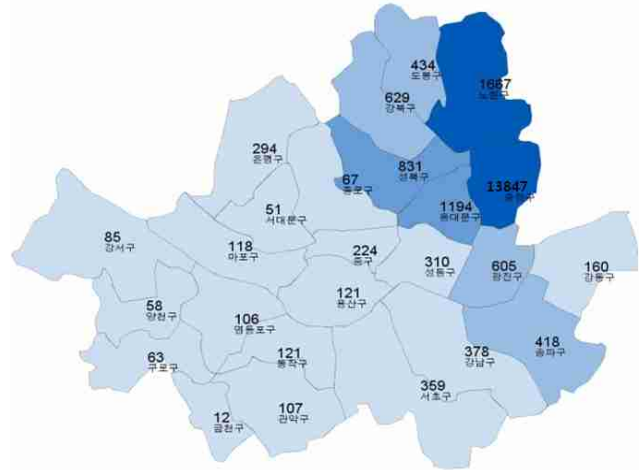 434
도봉구
1667
노원구
629
강북구
294
은평구
67
종로구
831
성북구
13847
중랑구
51
서대문구
1194
동대문구
85
강서구
118
마포구
224
중구
310
성동구
605
광진구
160
강동구
58
양천구
106
영등포구
121
용산구
63
구로구
121
동작구
378
강남구
418
송파구
359
서초구
12
금천구
107
관악구